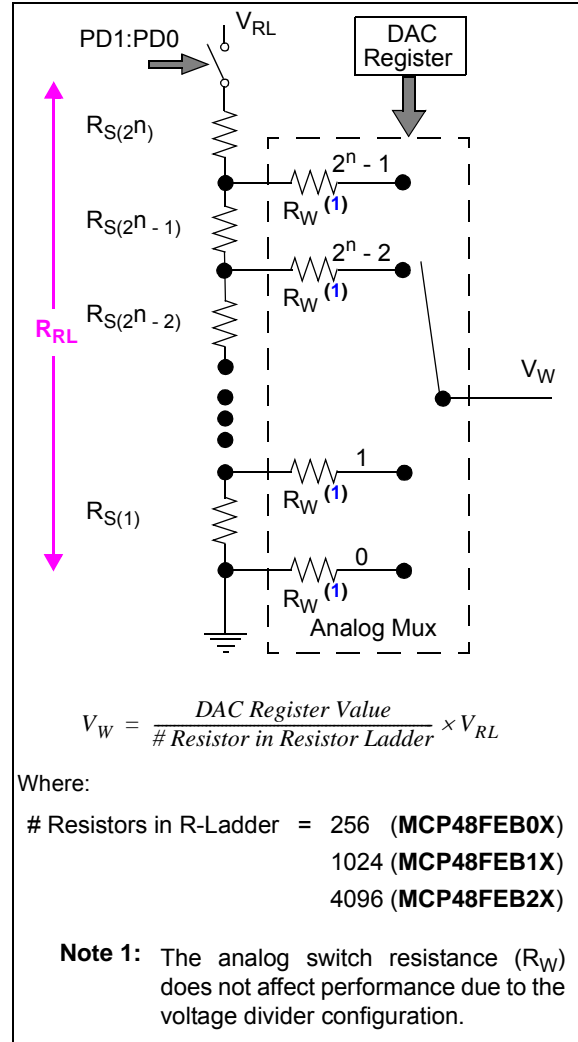 V_RL
PD1:PD0
DAC
Register
R_S(2^n)
2^n - 1
R_W (1)
R_S(2^n - 1)
2^n - 2
R_W (1)
R_RL
R_S(2^n - 2)
V_W
1
R_W (1)
R_S(1)
0
R_W (1)
Analog Mux
V_W = DAC Register Value / # Resistor in Resistor Ladder × V_RL
Where:
# Resistors in R-Ladder = 256 (MCP48FEB0X)
1024 (MCP48FEB1X)
4096 (MCP48FEB2X)
Note 1: The analog switch resistance (R_W)
does not affect performance due to the
voltage divider configuration.